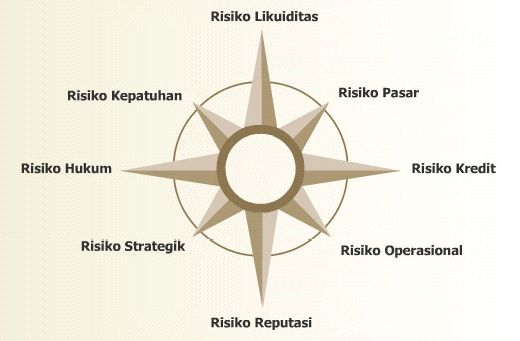 Risiko Likuiditas
Risiko Kepatuhan
Risiko Pasar
Risiko Hukum
Risiko Kredit
Risiko Strategik
Risiko Operasional
Risiko Reputasi